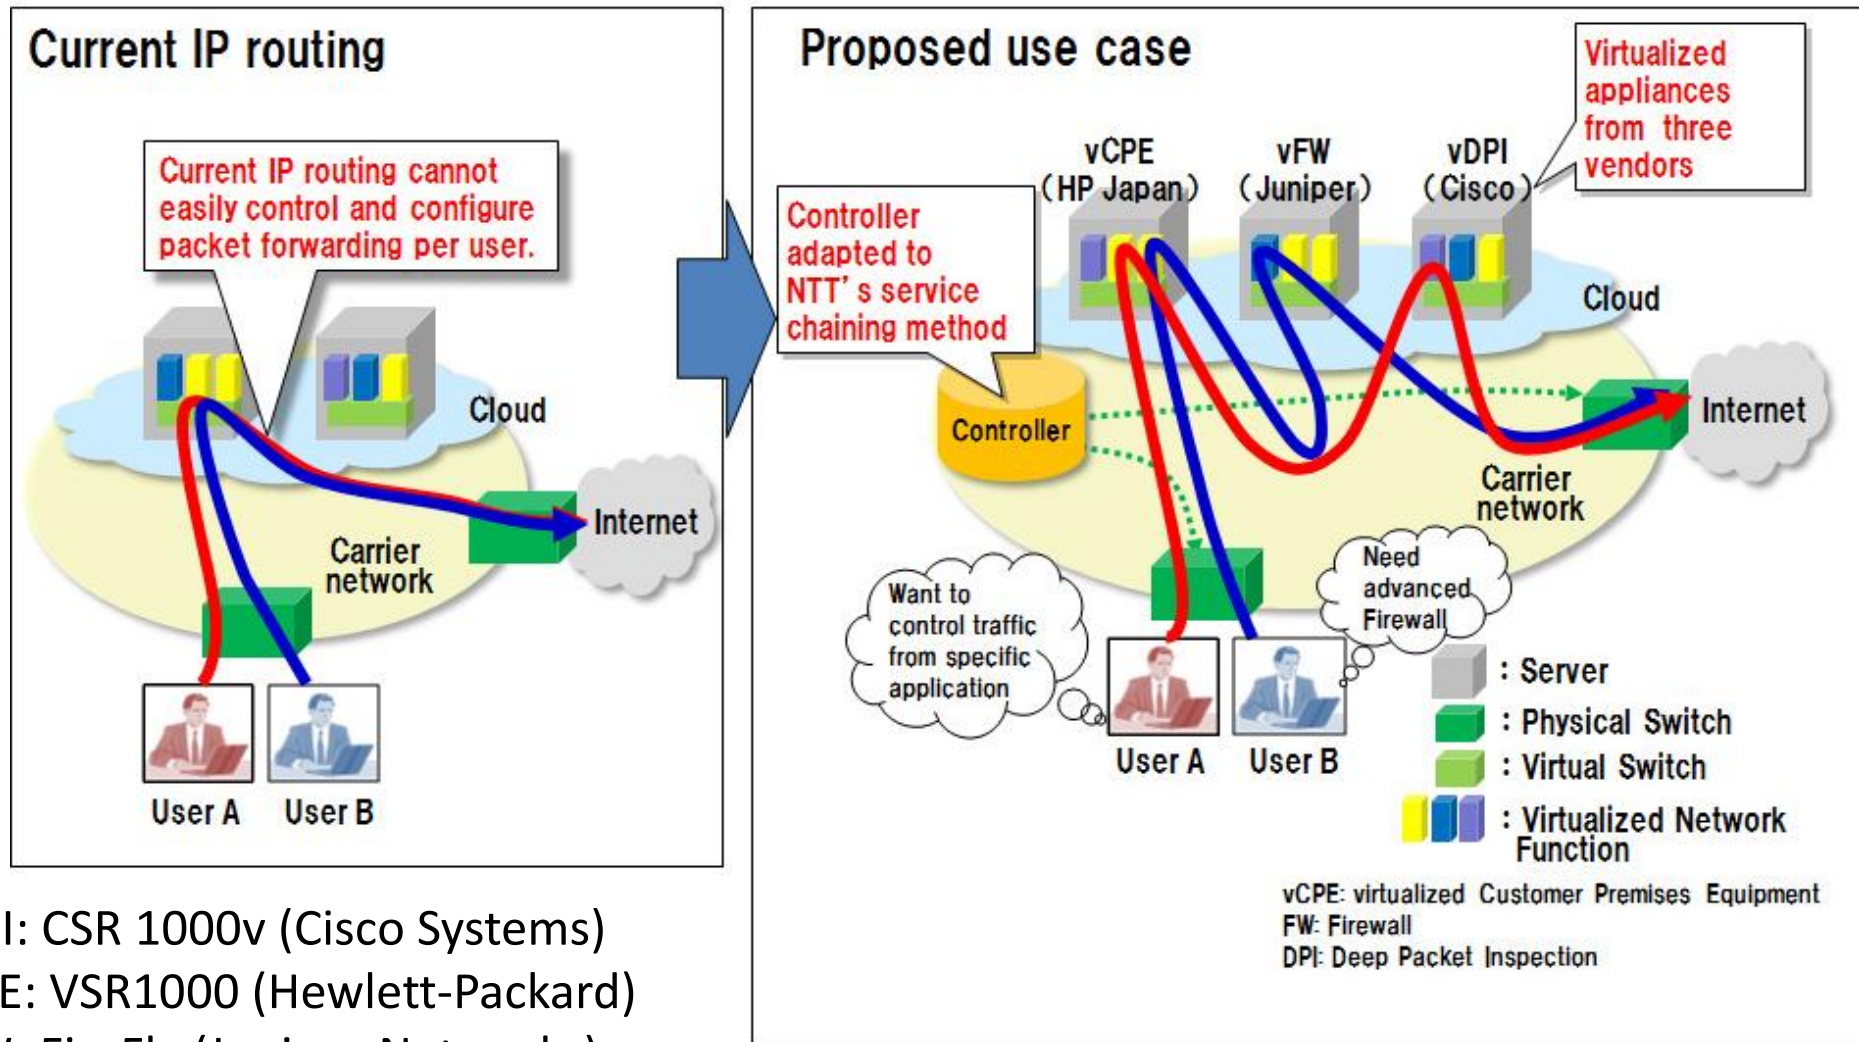 Current IP routing
Current IP routing cannot
easily control and configure
packet forwarding per user.
Cloud
Internet
Carrier
network
User A
User B
Proposed use case
Virtualized
appliances
from three
vendors
vCPE
(HP Japan)
vFW
(Juniper)
vDPI
(Cisco)
Controller
adapted to
NTT's service
chaining method
Cloud
Controller
Internet
Carrier
network
Want to
control traffic
from specific
application
Need
advanced
Firewall
User A
User B
: Server
: Physical Switch
: Virtual Switch
: Virtualized Network
Function
vCPE: virtualized Customer Premises Equipment
FW: Firewall
DPI: Deep Packet Inspection
I: CSR 1000v (Cisco Systems)
E: VSR1000 (Hewlett-Packard)